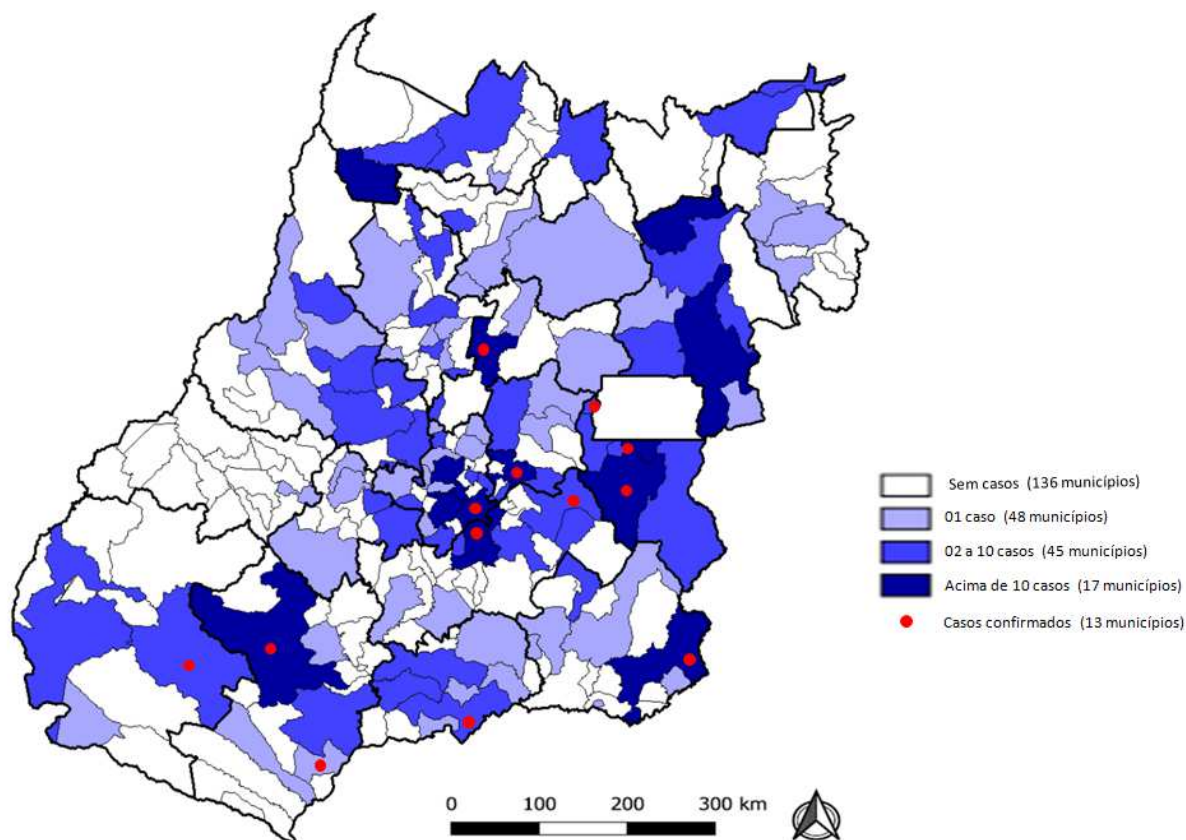 Sem casos (136 municípios)
01 caso (48 municípios)
02 a 10 casos (45 municípios)
Acima de 10 casos (17 municípios)
Casos confirmados (13 municípios)
0 100 200 300 km